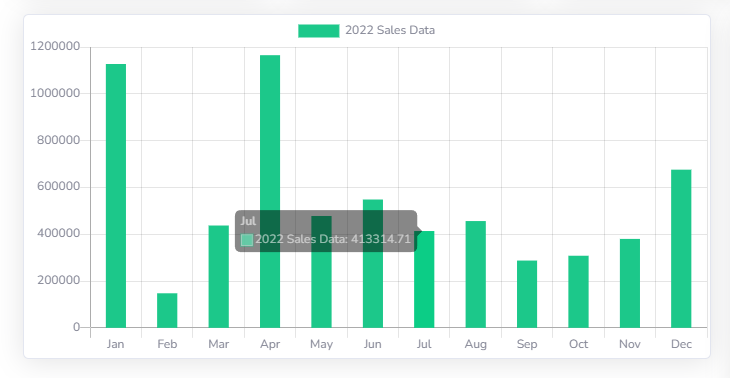 2022 Sales Data
1200000
1000000
800000
600000
400000
200000
0
Jul
2022 Sales Data: 413314.71
Jan Feb Mar Apr May Jun Jul Aug Sep Oct Nov Dec